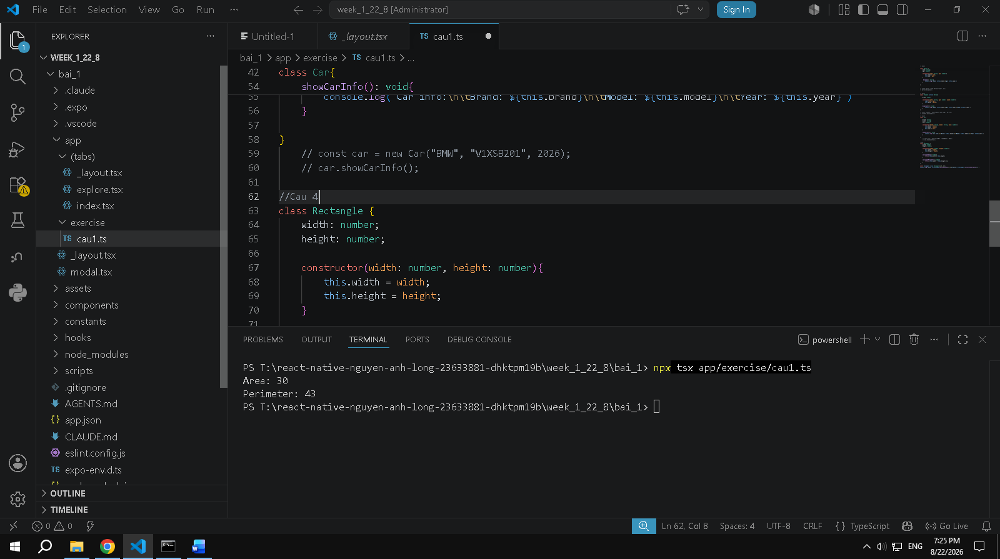 File Edit Selection View Go Run ···
week_1_22_8 [Administrator]
Sign In
EXPLORER
Untitled-1
_layout.tsx
TS cau1.ts
WEEK_1_22_8
bai_1
.claude
.expo
.vscode
app
(tabs)
_layout.tsx
explore.tsx
index.tsx
exercise
TS cau1.ts
_layout.tsx
modal.tsx
assets
components
constants
hooks
node_modules
scripts
.gitignore
AGENTS.md
{} app.json
CLAUDE.md
eslint.config.js
TS expo-env.d.ts
OUTLINE
TIMELINE
bai_1 > app > exercise > TS cau1.ts > ...
42 class Car{
54 showCarInfo(): void{
55 console.log(`Car info:\n\tBrand: ${this.brand}\n\tModel: ${this.model}\n\tYear: ${this.year}`)
56 }
57
58 }
59 // const car = new Car("BMW", "V1XSB201", 2026);
60 // car.showCarInfo();
61
62 //Cau 4
63 class Rectangle {
64 width: number;
65 height: number;
66
67 constructor(width: number, height: number){
68 this.width = width;
69 this.height = height;
70 }
71
PROBLEMS OUTPUT TERMINAL PORTS DEBUG CONSOLE
powershell
PS T:\react-native-nguyen-anh-long-23633881-dhktpm19b\week_1_22_8\bai_1> npx tsx app/exercise/cau1.ts
Area: 30
Perimeter: 43
PS T:\react-native-nguyen-anh-long-23633881-dhktpm19b\week_1_22_8\bai_1>
0 0
Ln 62, Col 8 Spaces: 4 UTF-8 CRLF {} TypeScript Go Live
ENG
7:25 PM
8/22/2026